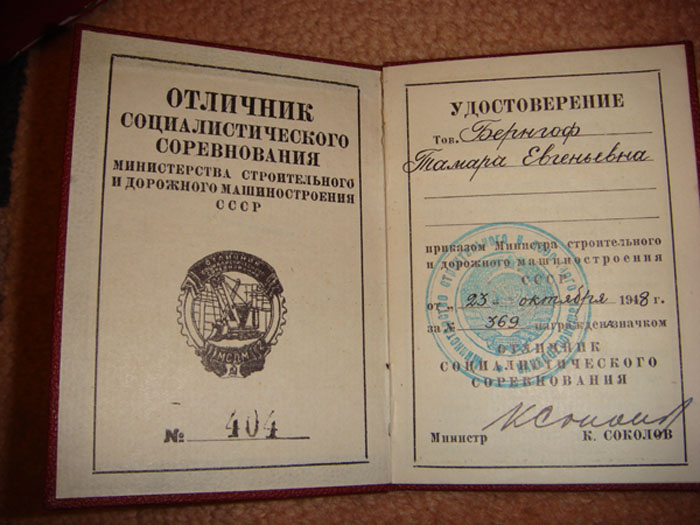 ОТЛИЧНИК
СОЦИАЛИСТИЧЕСКОГО
СОРЕВНОВАНИЯ
МИНИСТЕРСТВА СТРОИТЕЛЬНОГО
И ДОРОЖНОГО МАШИНОСТРОЕНИЯ
СССР
МСДМ
№ 404
УДОСТОВЕРЕНИЕ
Тов. Бернгоф
Тамара Евгеньевна
приказом Министра строительного
и дорожного машиностроения
СССР
от „ 23 - октября 1948 г.
за № 369 награжден а значком
ОТЛИЧНИК
СОЦИАЛИСТИЧЕСКОГО
СОРЕВНОВАНИЯ
Министр К. СОКОЛОВ